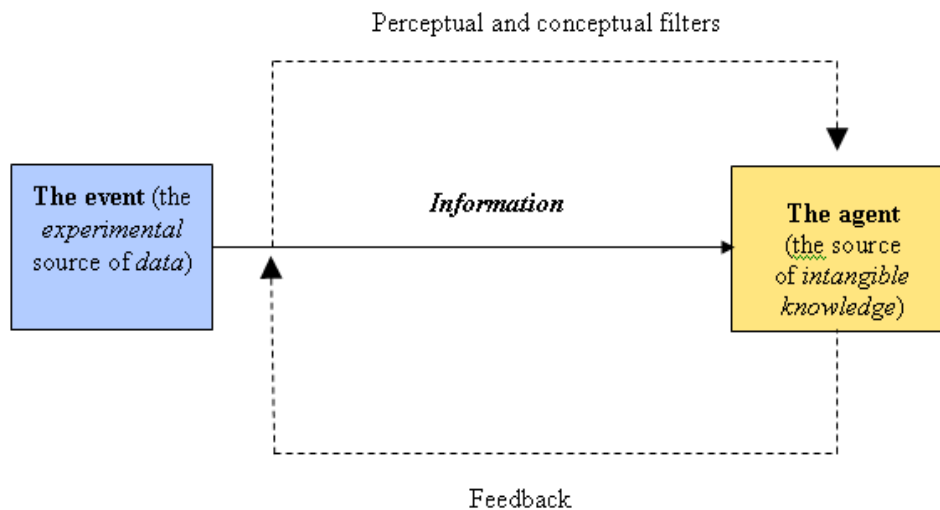 Perceptual and conceptual filters
The event (the
experimental
source of data)
Information
The agent
(the source
of intangible
knowledge)
Feedback